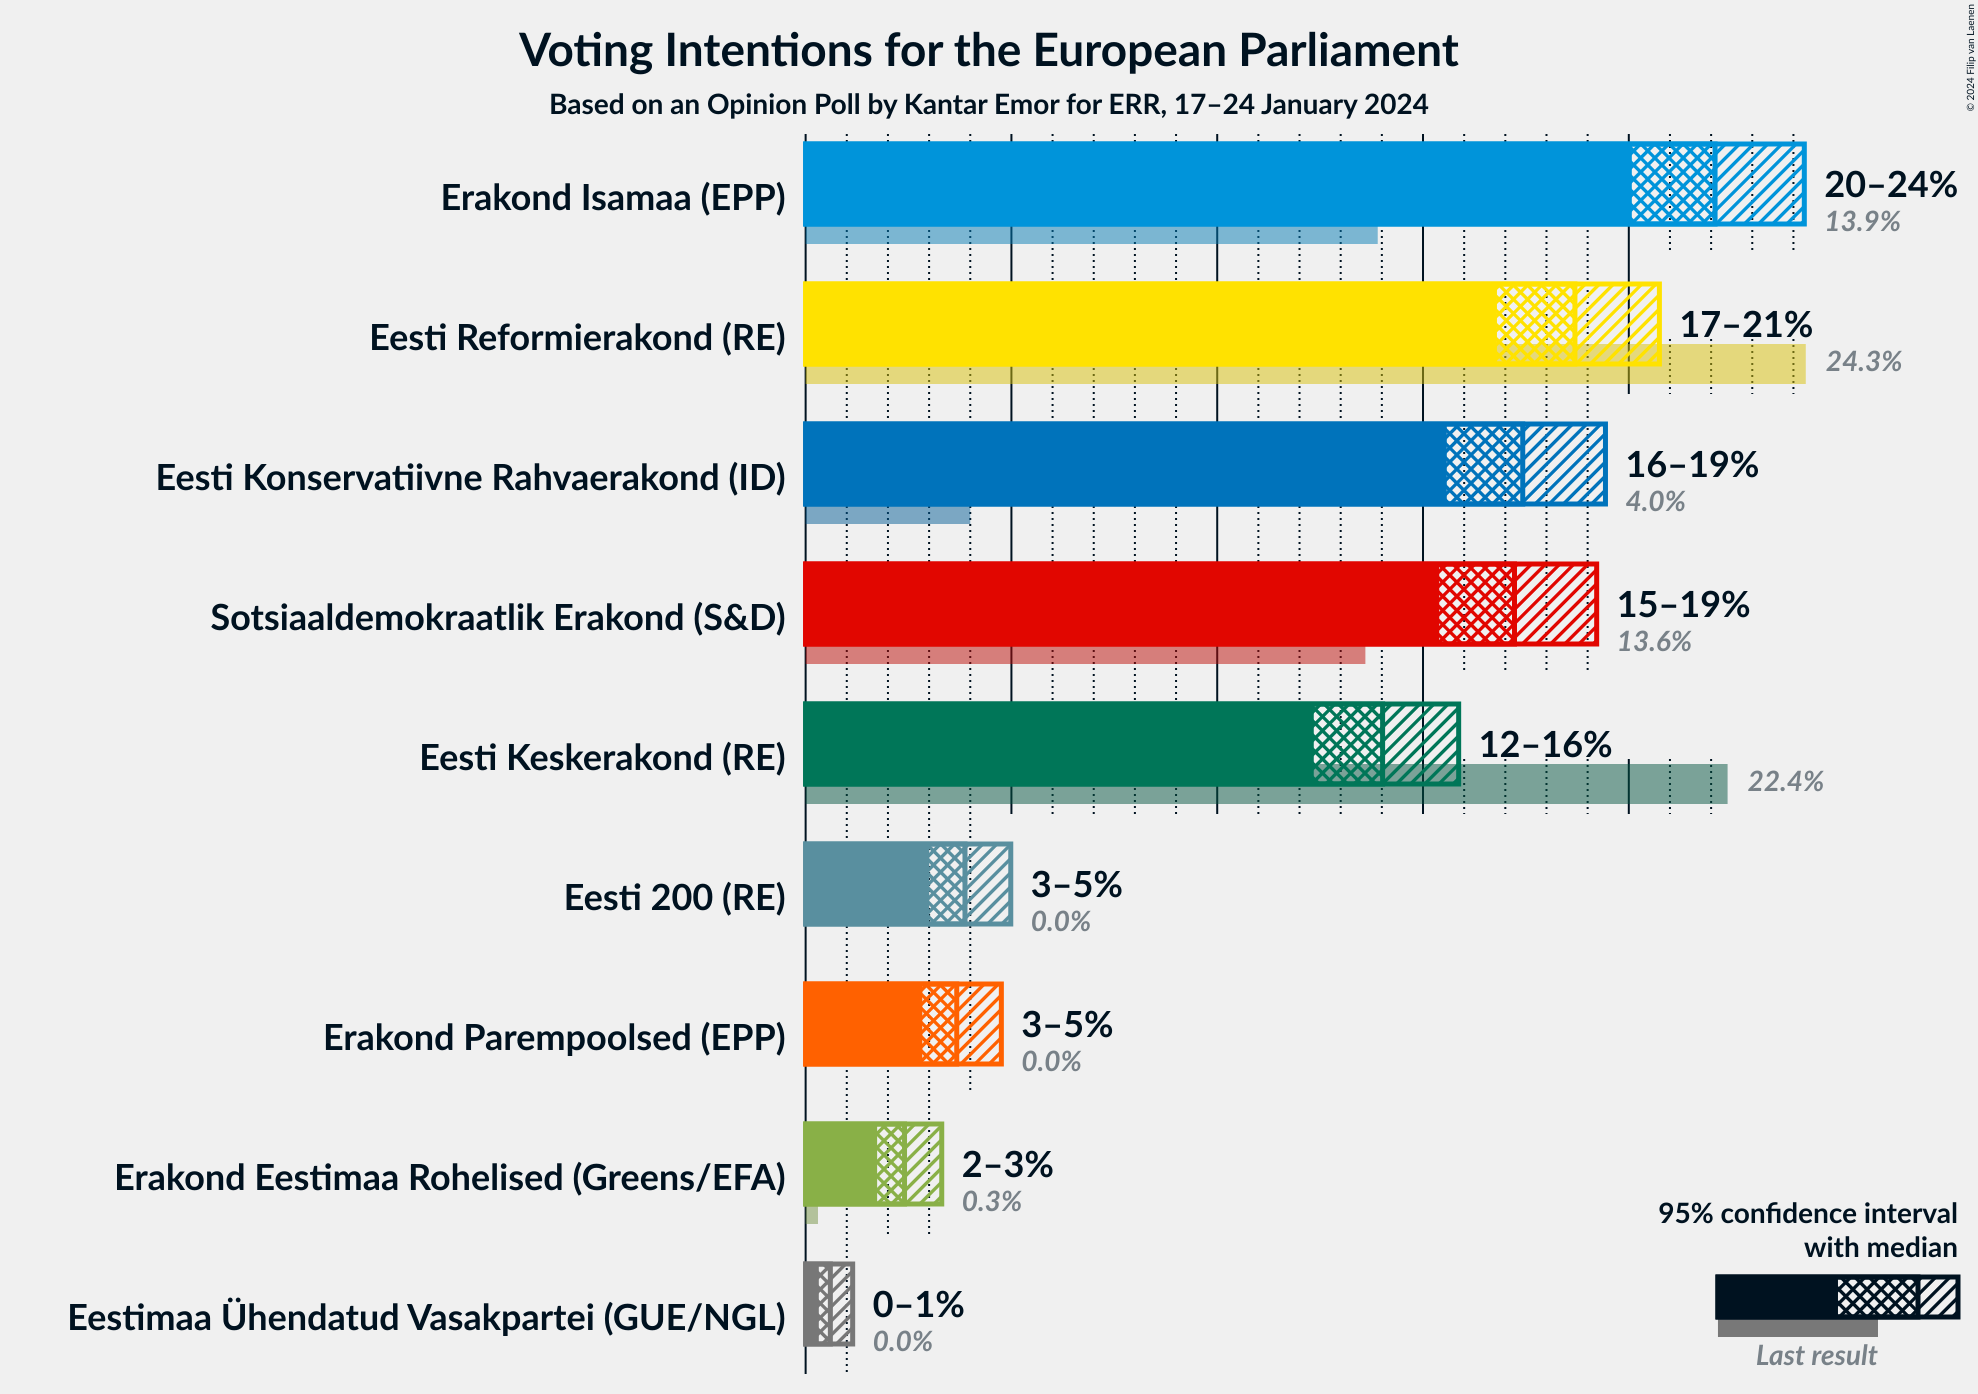 Voting Intentions for the European Parliament
Based on an Opinion Poll by Kantar Emor for ERR, 17–24 January 2024
© 2024 Filip van Laenen
Erakond Isamaa (EPP)
20–24%
13.9%
Eesti Reformierakond (RE)
17–21%
24.3%
Eesti Konservatiivne Rahvaerakond (ID)
16–19%
4.0%
Sotsiaaldemokraatlik Erakond (S&D)
15–19%
13.6%
Eesti Keskerakond (RE)
12–16%
22.4%
Eesti 200 (RE)
3–5%
0.0%
Erakond Parempoolsed (EPP)
3–5%
0.0%
Erakond Eestimaa Rohelised (Greens/EFA)
2–3%
0.3%
Eestimaa Ühendatud Vasakpartei (GUE/NGL)
0–1%
0.0%
95% confidence interval
with median
Last result